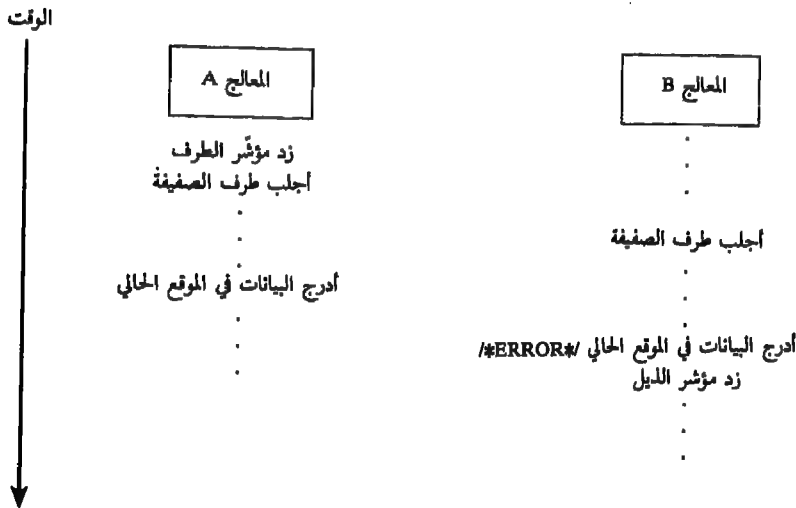 الوقت
المعالج A
المعالج B
زد مؤشّر الطرف
أجلب طرف الصفيفة
أجلب طرف الصفيفة
أدرج البيانات في الموقع الحالي
أدرج البيانات في الموقع الحالي /*ERROR*/
زد مؤشر الذيل